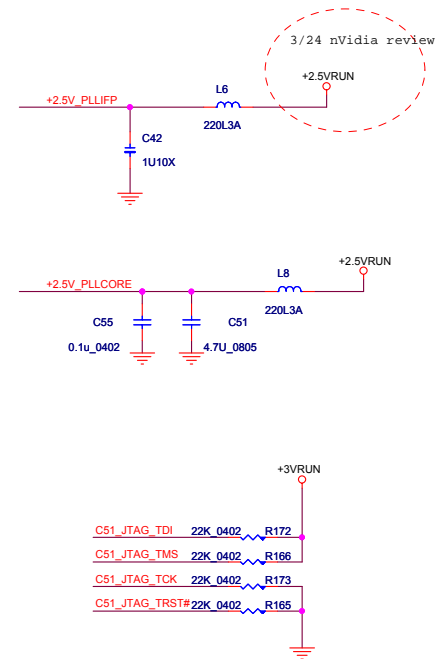 3/24 nVidia review
+2.5VRUN
L6
+2.5V_PLLIFP
220L3A
C42
1U10X
+2.5VRUN
L8
+2.5V_PLLCORE
220L3A
C55
C51
0.1u_0402
4.7U_0805
+3VRUN
C51_JTAG_TDI 22K_0402 R172
C51_JTAG_TMS 22K_0402 R166
C51_JTAG_TCK 22K_0402 R173
C51_JTAG_TRST# 22K_0402 R165